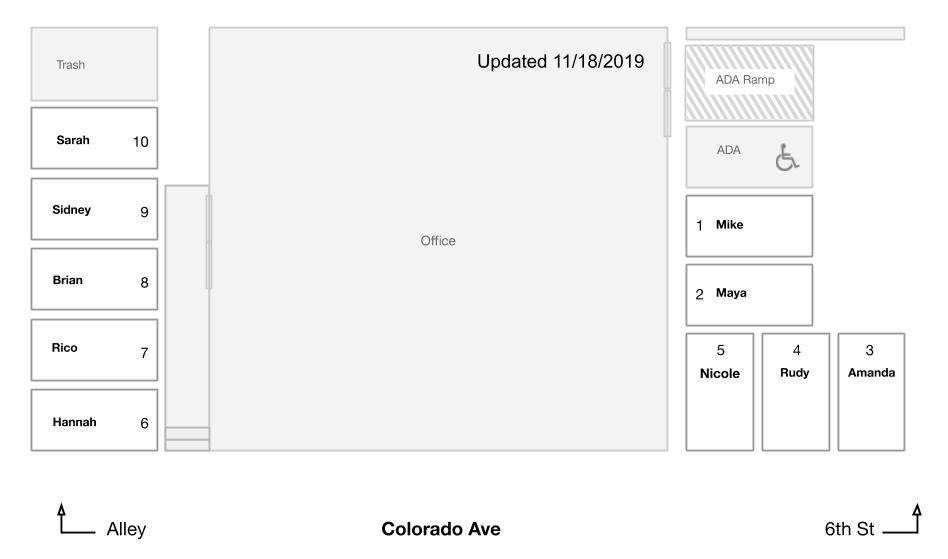 Trash
Updated 11/18/2019
ADA Ramp
Sarah 10
ADA
Sidney 9
1 Mike
Office
Brian 8
2 Maya
Rico 7
5 Nicole
4 Rudy
3 Amanda
Hannah 6
Alley
Colorado Ave
6th St